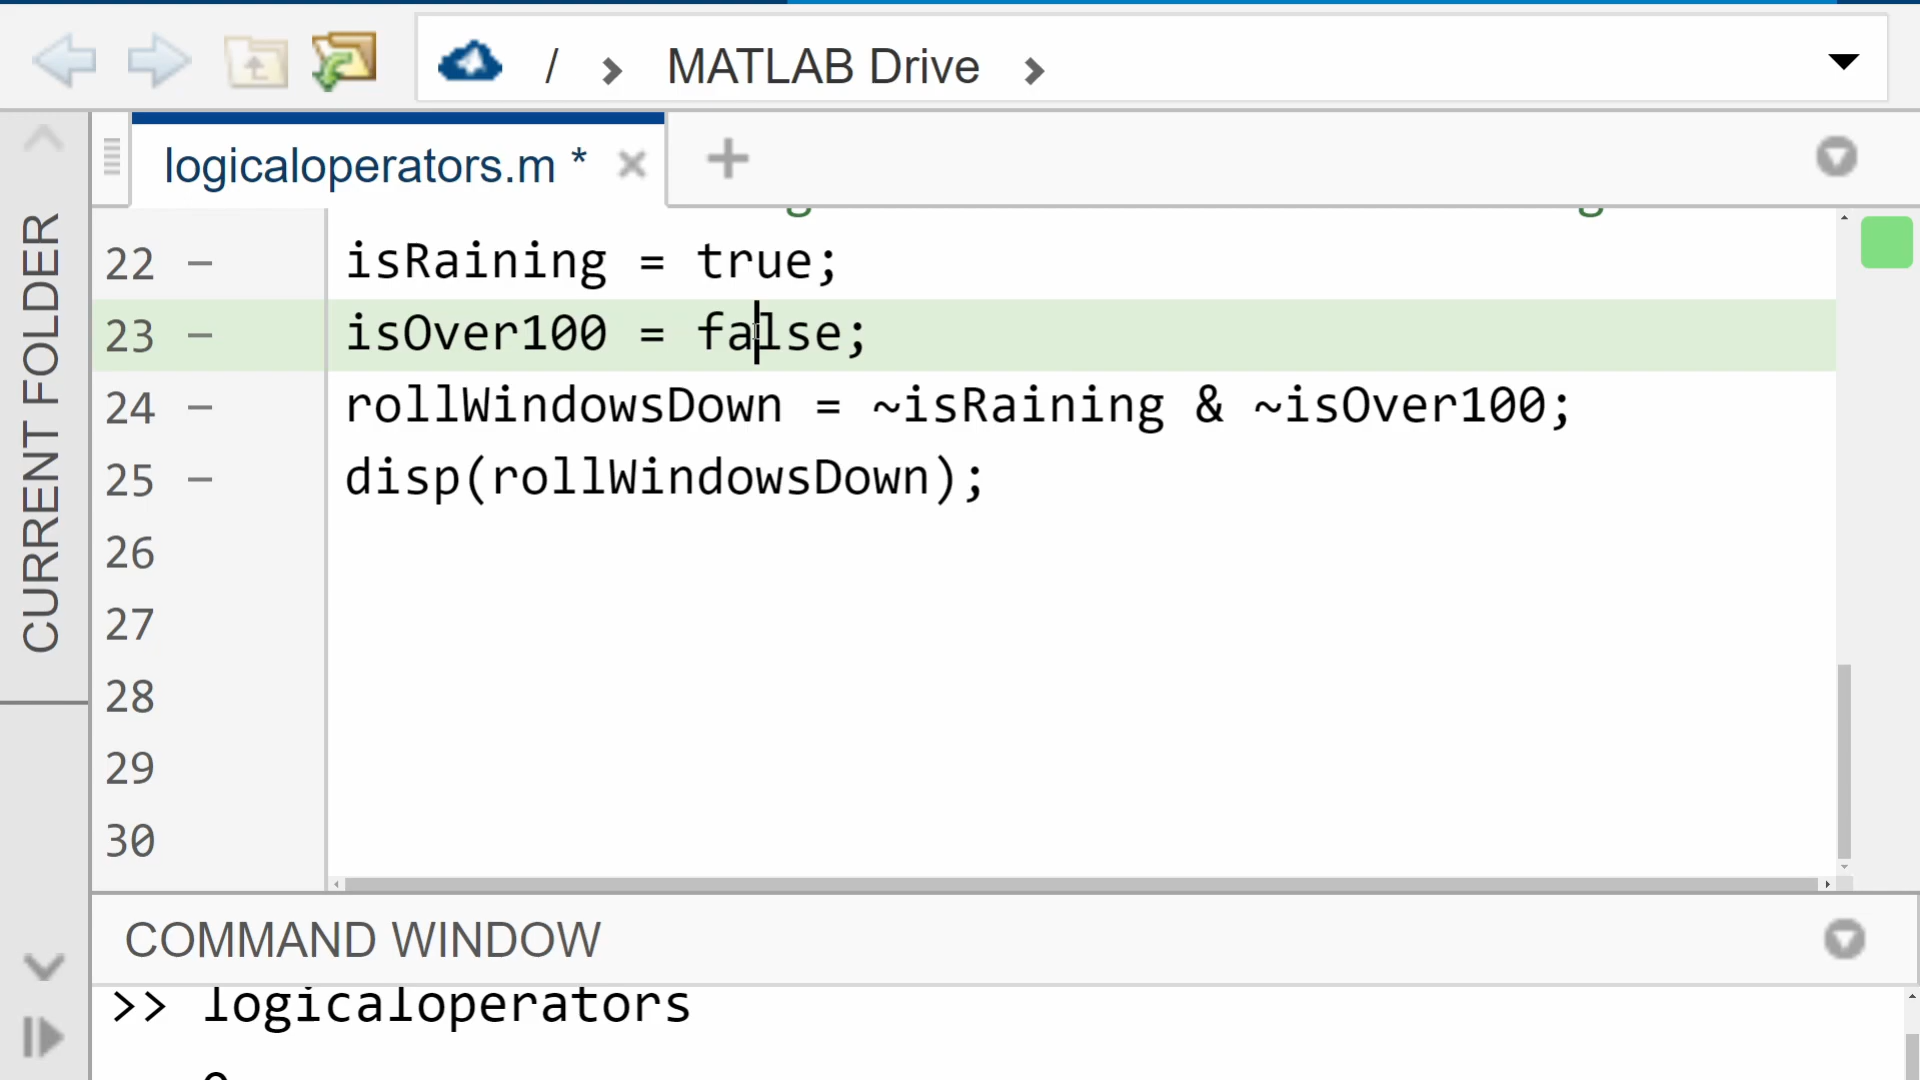 / › MATLAB Drive ›
logicaloperators.m * × +
CURRENT FOLDER
22 – isRaining = true;
23 – isOver100 = false;
24 – rollWindowsDown = ~isRaining & ~isOver100;
25 – disp(rollWindowsDown);
26
27
28
29
30
COMMAND WINDOW
>> logicaloperators